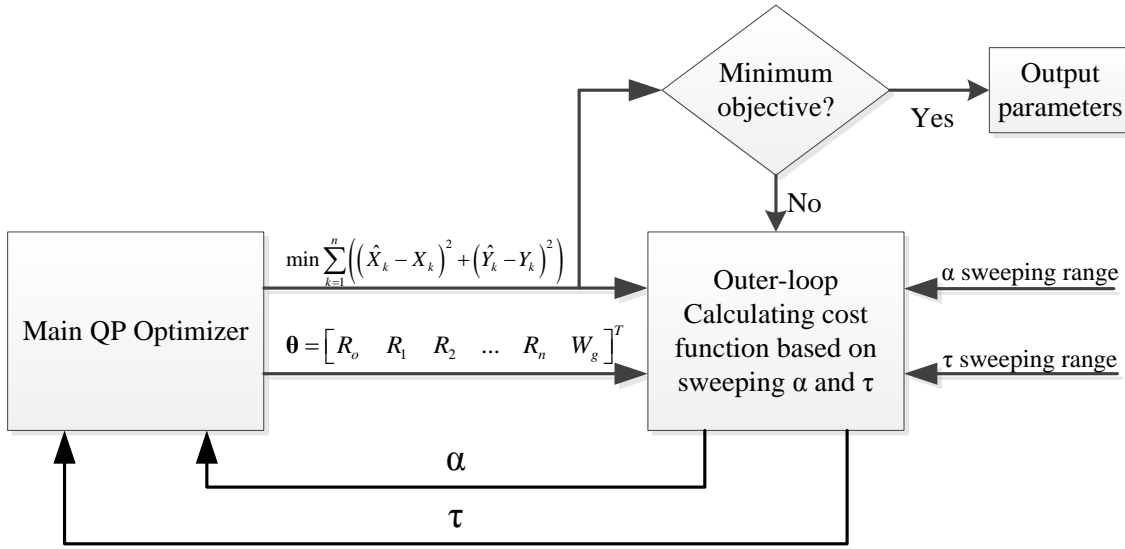 Minimum
objective?
Yes
Output
parameters
No
Main QP Optimizer
min ∑_{k=1}^{n} ((X̂_k − X_k)^2 + (Ŷ_k − Y_k)^2)
θ = [R_o R_1 R_2 ... R_n W_g]^T
Outer-loop
Calculating cost
function based on
sweeping α and τ
α sweeping range
τ sweeping range
α
τ